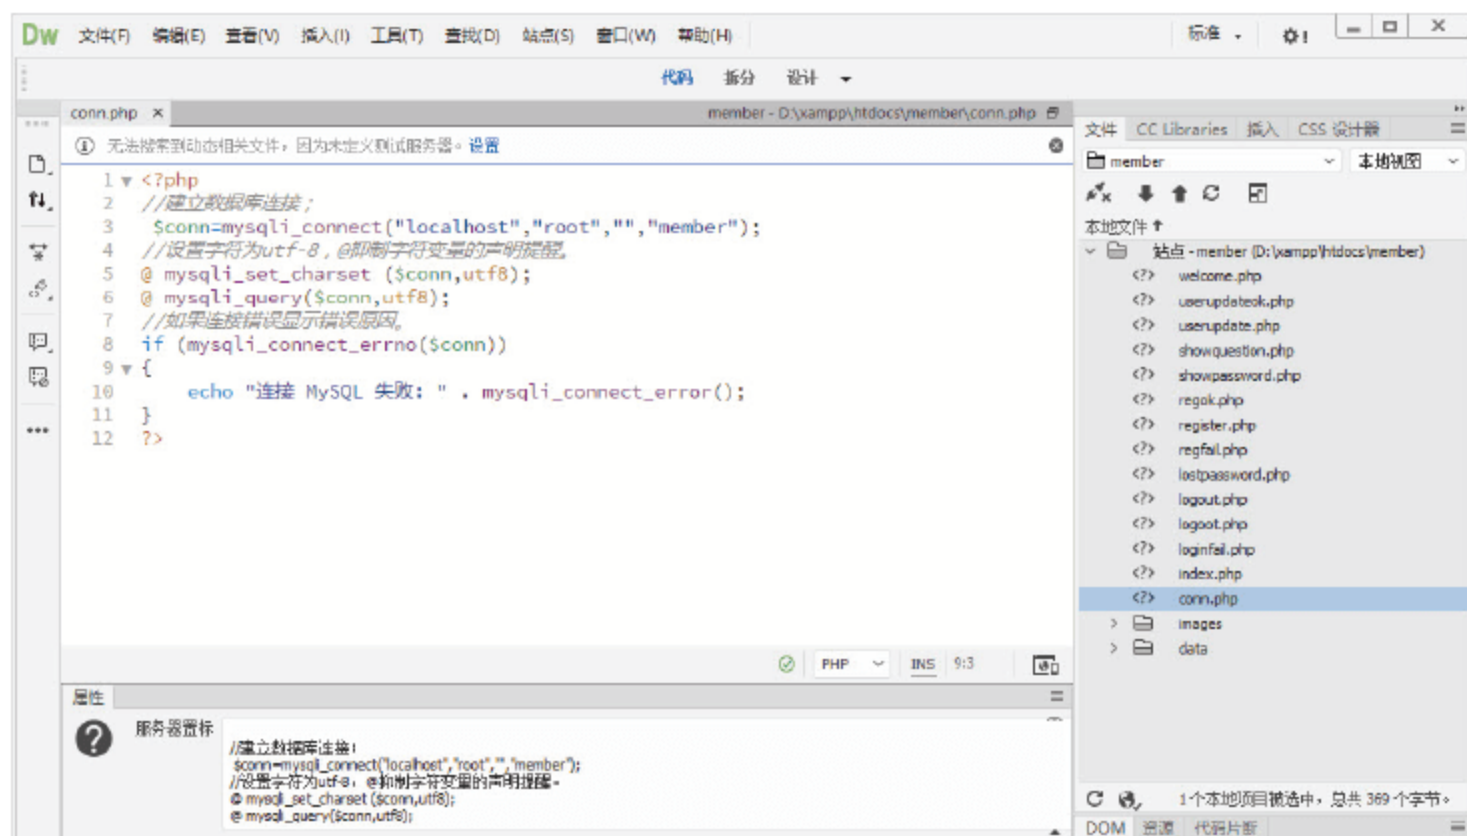 Dw 文件(F) 编辑(E) 查看(V) 插入(I) 工具(T) 查找(D) 站点(S) 窗口(W) 帮助(H) 标准
代码 拆分 设计
conn.php × member - D:\xampp\htdocs\member\conn.php
无法搜索到动态相关文件，因为未定义测试服务器。设置
1 <?php
2 //建立数据库连接；
3 $conn=mysqli_connect("localhost","root","","member");
4 //设置字符为utf-8，@抑制字符变量的声明提醒。
5 @ mysqli_set_charset ($conn,utf8);
6 @ mysqli_query($conn,utf8);
7 //如果连接错误显示错误原因。
8 if (mysqli_connect_errno($conn))
9 {
10 echo "连接 MySQL 失败: " . mysqli_connect_error();
11 }
12 ?>
PHP INS 9:3
属性
服务器置标
//建立数据库连接；
$conn=mysqli_connect("localhost","root","","member");
//设置字符为utf-8，@抑制字符变量的声明提醒。
@ mysqli_set_charset ($conn,utf8);
@ mysqli_query($conn,utf8);
文件 CC Libraries 插入 CSS 设计器
member 本地视图
本地文件
站点 - member (D:\xampp\htdocs\member)
welcome.php
userupdateok.php
userupdate.php
showquestion.php
showpassword.php
regok.php
register.php
regfail.php
lostpassword.php
logout.php
logoot.php
loginfail.php
index.php
conn.php
images
data
1个本地项目被选中，总共 369 个字节。
DOM 资源 代码片断